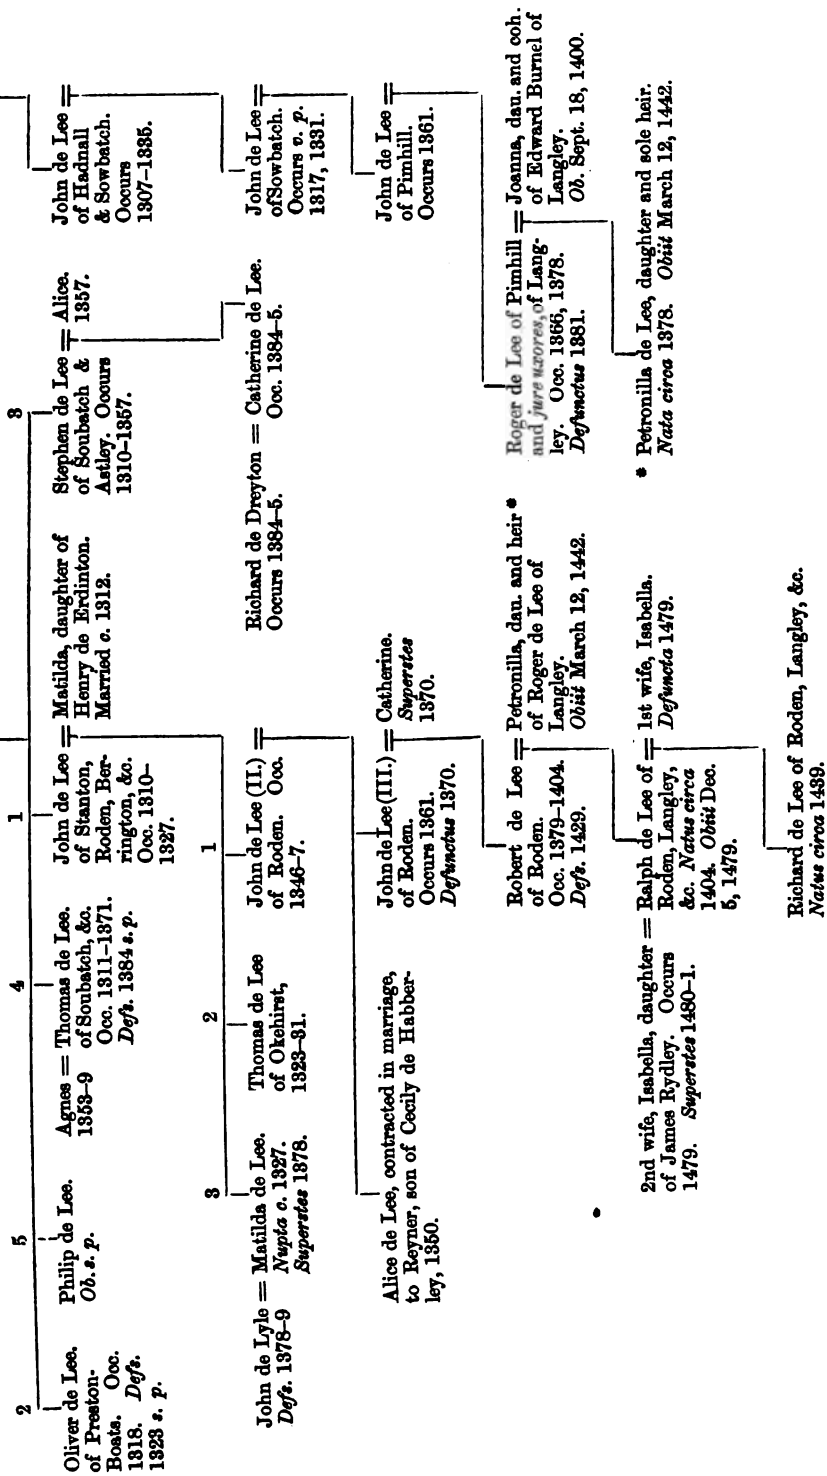 2
5
4
1
3
Oliver de Lee.
of Preston-
Boats. Occ.
1318. Defs.
1323 s. p.
Philip de Lee.
Ob. s. p.
Agnes = Thomas de Lee.
1353–9 of Soubatch, &c.
Occ. 1311–1371.
Defs. 1384 s. p.
John de Lee = Matilda, daughter of
of Stanton, Henry de Erdinton.
Roden, Ber- Married c. 1312.
rington, &c.
Occ. 1310–
1327.
Stephen de Lee = Alice.
of Soubatch & 1357.
Astley. Occurs
1310–1357.
John de Lee =
of Hadnall
& Sowbatch.
Occurs
1307–1335.
3
2
1
John de Lyle = Matilda de Lee.
Defs. 1378–9 Nupta c. 1327.
Superstes 1378.
Thomas de Lee
of Okehirst,
1323–31.
John de Lee (II.) =
of Roden. Occ.
1346–7.
Richard de Dreyton = Catherine de Lee.
Occurs 1384–5. Occ. 1384–5.
John de Lee =
of Sowbatch.
Occurs v. p.
1317, 1331.
Alice de Lee, contracted in marriage,
to Reyner, son of Cecily de Habber-
ley, 1350.
John de Lee (III.) = Catherine.
of Roden. Superstes
Occurs 1361. 1370.
Defunctus 1370.
John de Lee =
of Pimhill.
Occurs 1361.
Robert de Lee = Petronilla, dau. and heir *
of Roden. of Roger de Lee of
Occ. 1379–1404. Langley.
Defs. 1429. Obiit March 12, 1442.
Roger de Lee of Pimhill = Joanna, dau. and coh.
and jure uxores, of Lang- of Edward Burnel of
ley. Occ. 1366, 1378. Langley.
Defunctus 1381. Ob. Sept. 18, 1400.
2nd wife, Isabella, daughter = Ralph de Lee of = 1st wife, Isabella.
of James Rydley. Occurs Roden, Langley, Defuncta 1479.
1479. Superstes 1480–1. &c. Natus circa
1404. Obiit Dec.
5, 1479.
* Petronilla de Lee, daughter and sole heir.
Nata circa 1378. Obiit March 12, 1442.
Richard de Lee of Roden, Langley, &c.
Natus circa 1439.